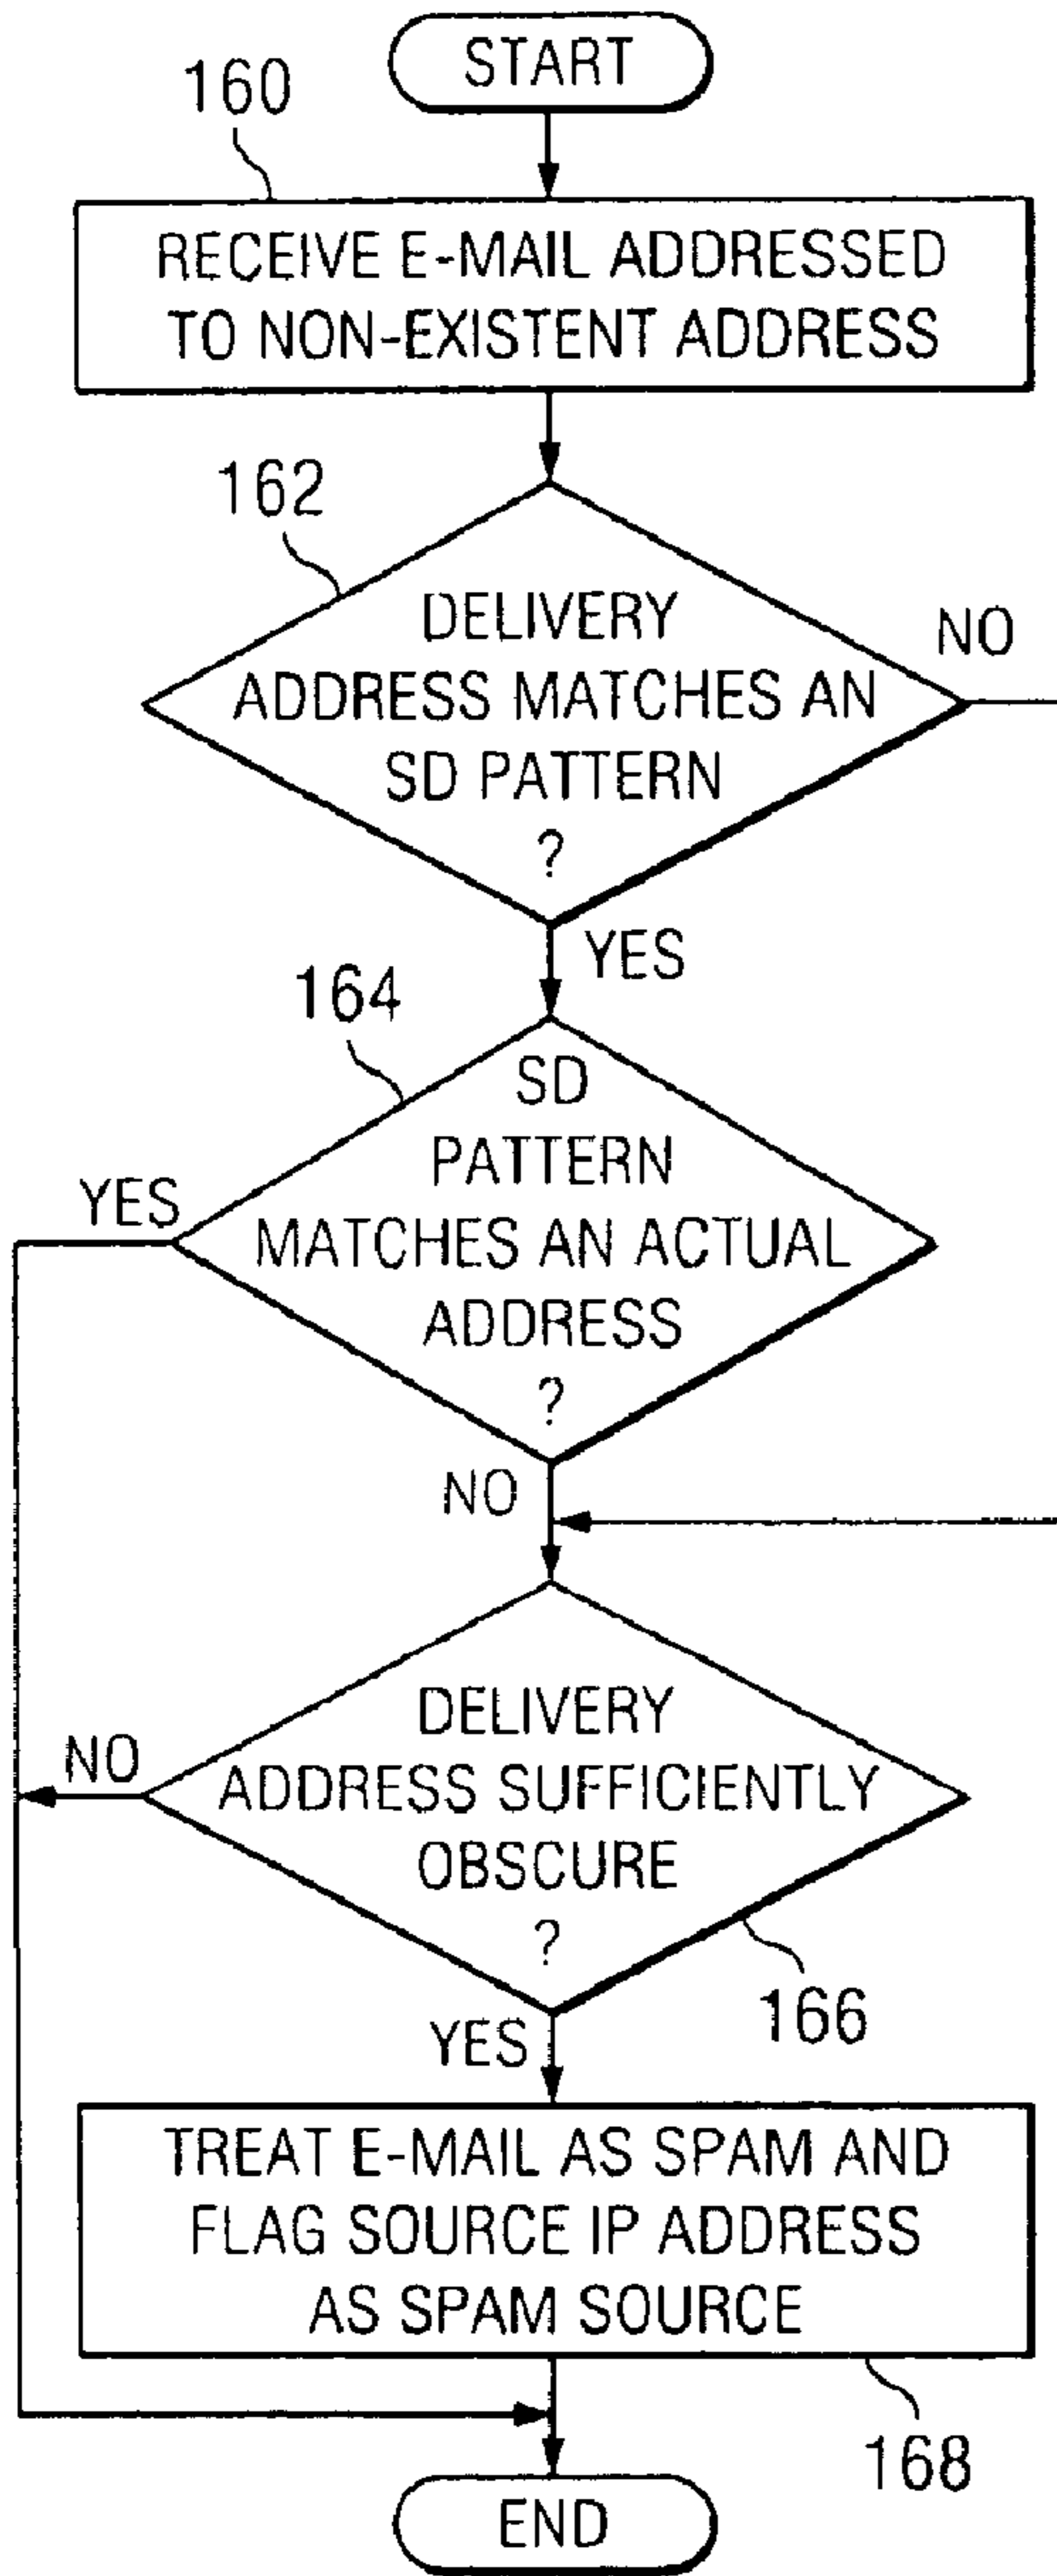 START
160
RECEIVE E-MAIL ADDRESSED
TO NON-EXISTENT ADDRESS
162
DELIVERY
ADDRESS MATCHES AN
SD PATTERN
?
NO
YES
164
SD
PATTERN
MATCHES AN ACTUAL
ADDRESS
?
YES
NO
DELIVERY
ADDRESS SUFFICIENTLY
OBSCURE
?
NO
166
YES
TREAT E-MAIL AS SPAM AND
FLAG SOURCE IP ADDRESS
AS SPAM SOURCE
168
END